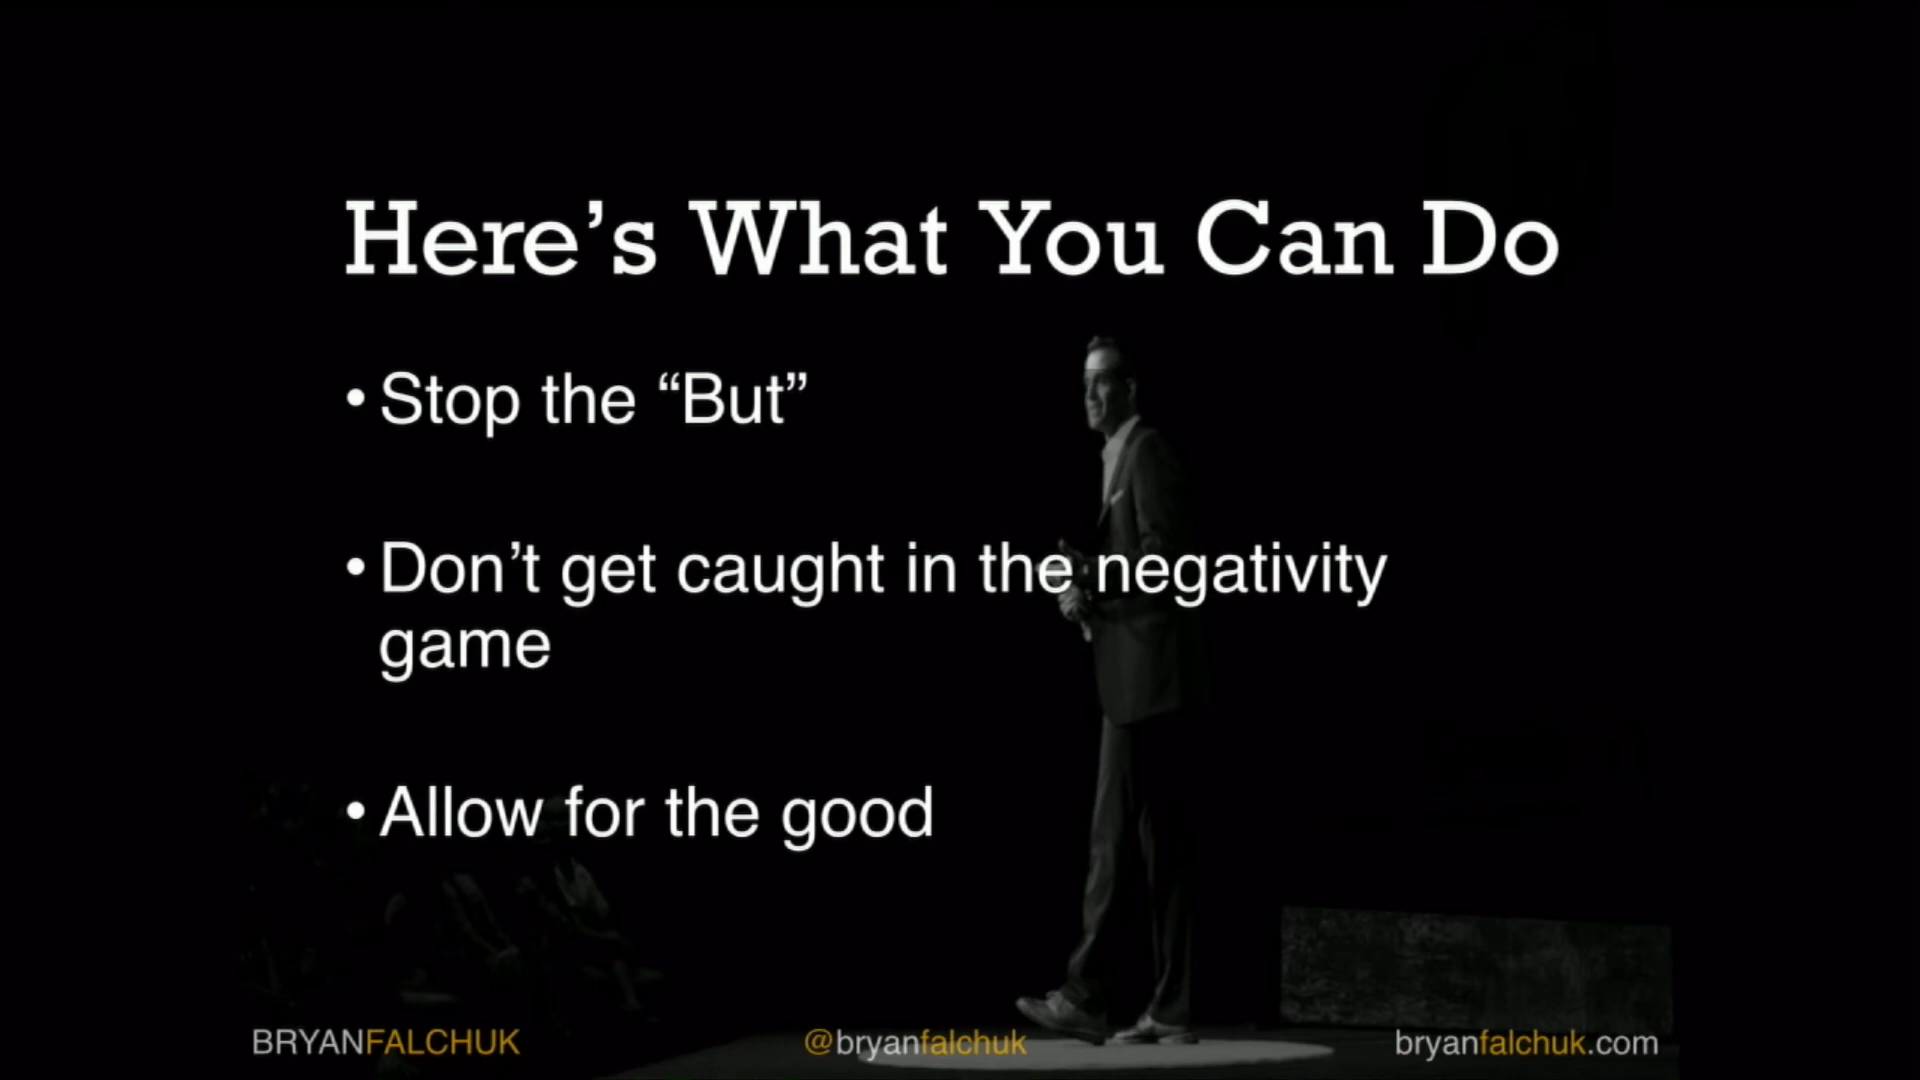 Here’s What You Can Do
• Stop the “But”
• Don’t get caught in the negativity
game
• Allow for the good
BRYANFALCHUK
@bryanfalchuk
bryanfalchuk.com